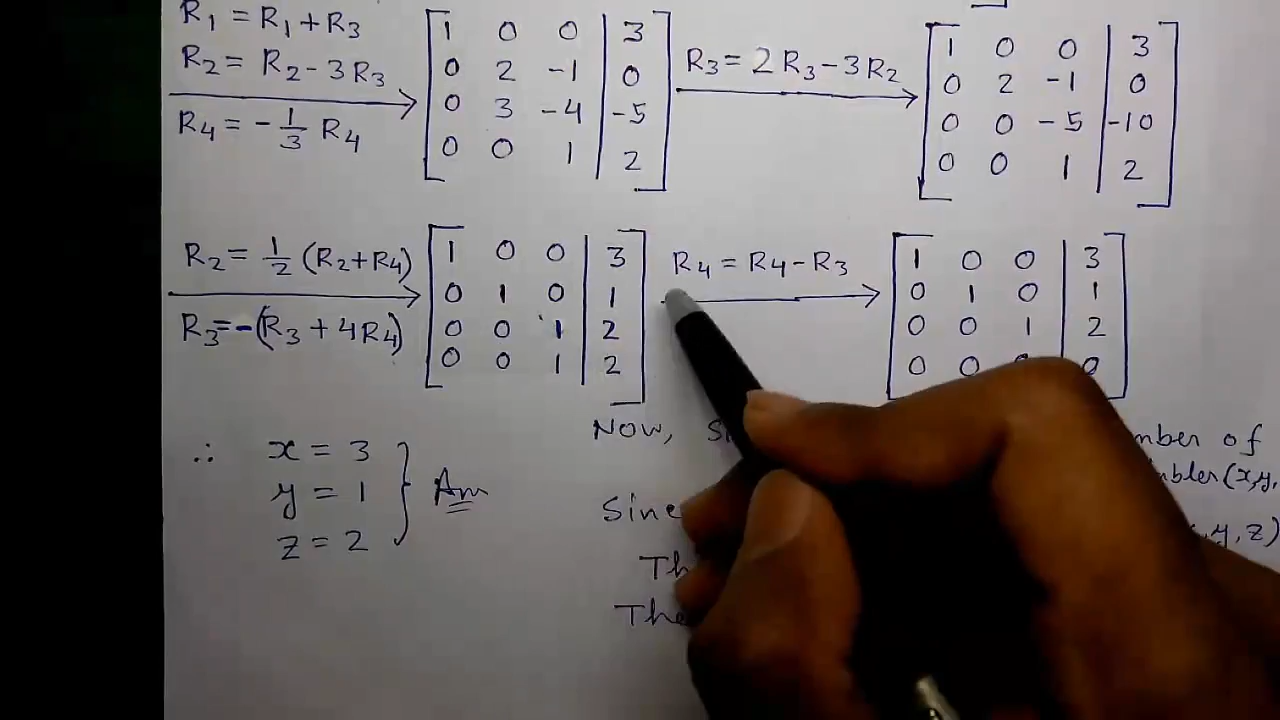 R1 = R1 + R3
R2 = R2 - 3R3
R4 = -1/3 R4
1 0 0 | 3
0 2 -1 | 0
0 3 -4 | -5
0 0 1 | 2
R3 = 2R3 - 3R2
1 0 0 | 3
0 2 -1 | 0
0 0 -5 | -10
0 0 1 | 2
R2 = 1/2 (R2 + R4)
R3 = -(R3 + 4R4)
1 0 0 | 3
0 1 0 | 1
0 0 1 | 2
0 0 1 | 2
R4 = R4 - R3
1 0 0 | 3
0 1 0 | 1
0 0 1 | 2
0 0 0 | 0
∴ x = 3
y = 1
z = 2
} Ans
Now, of
(x, y,
y, z)